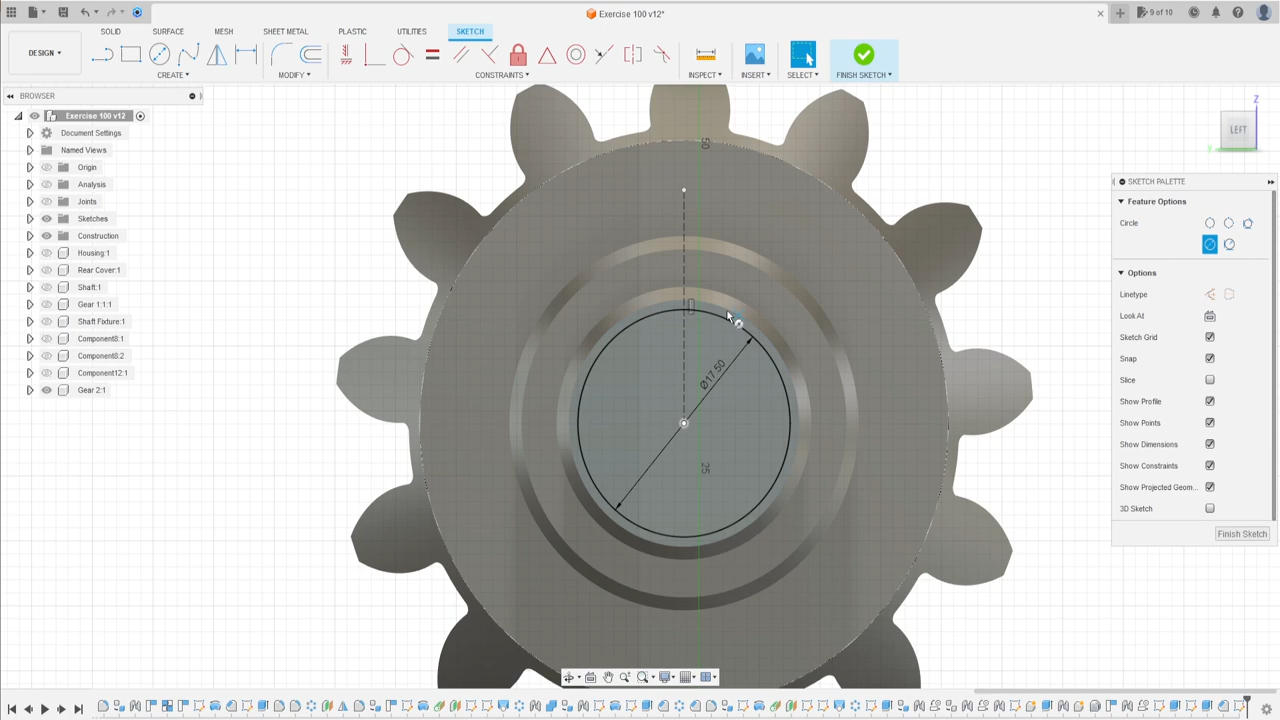 Exercise 100 v12*
9 of 10
DESIGN
SOLID SURFACE MESH SHEET METAL PLASTIC UTILITIES SKETCH
CREATE MODIFY CONSTRAINTS INSPECT INSERT SELECT FINISH SKETCH
BROWSER
Exercise 100 v12
Document Settings
Named Views
Origin
Analysis
Joints
Sketches
Construction
Housing:1
Rear Cover:1
Shaft:1
Gear 1:1:1
Shaft Fixture:1
Component8:1
Component8:2
Component12:1
Gear 2:1
50
Ø17.50
25
Z
LEFT
Y
SKETCH PALETTE
Feature Options
Circle
Options
Linetype
Look At
Sketch Grid
Snap
Slice
Show Profile
Show Points
Show Dimensions
Show Constraints
Show Projected Geom...
3D Sketch
Finish Sketch